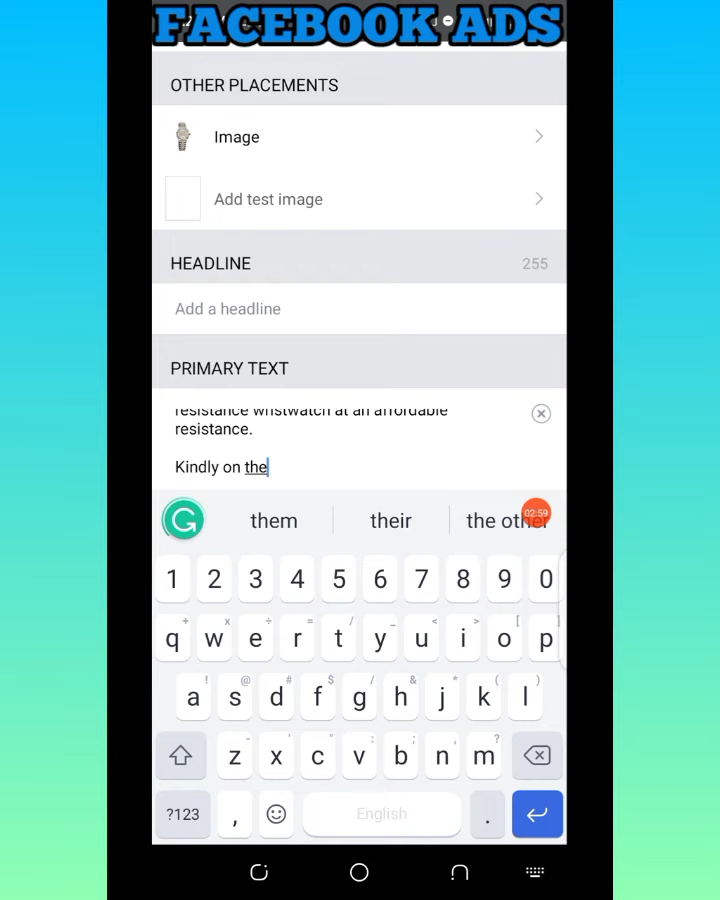 FACEBOOK ADS
OTHER PLACEMENTS
Image
Add test image
HEADLINE 255
Add a headline
PRIMARY TEXT
resistance wristwatch at an affordable
resistance.
Kindly on the
them their the other
02:59
1 2 3 4 5 6 7 8 9 0
+ x ÷ = / _ < > [ ]
q w e r t y u i o p
! @ # $ / & * ( )
a s d f g h j k l
- ' " : ; , ?
z x c v b n m
?123 , English .